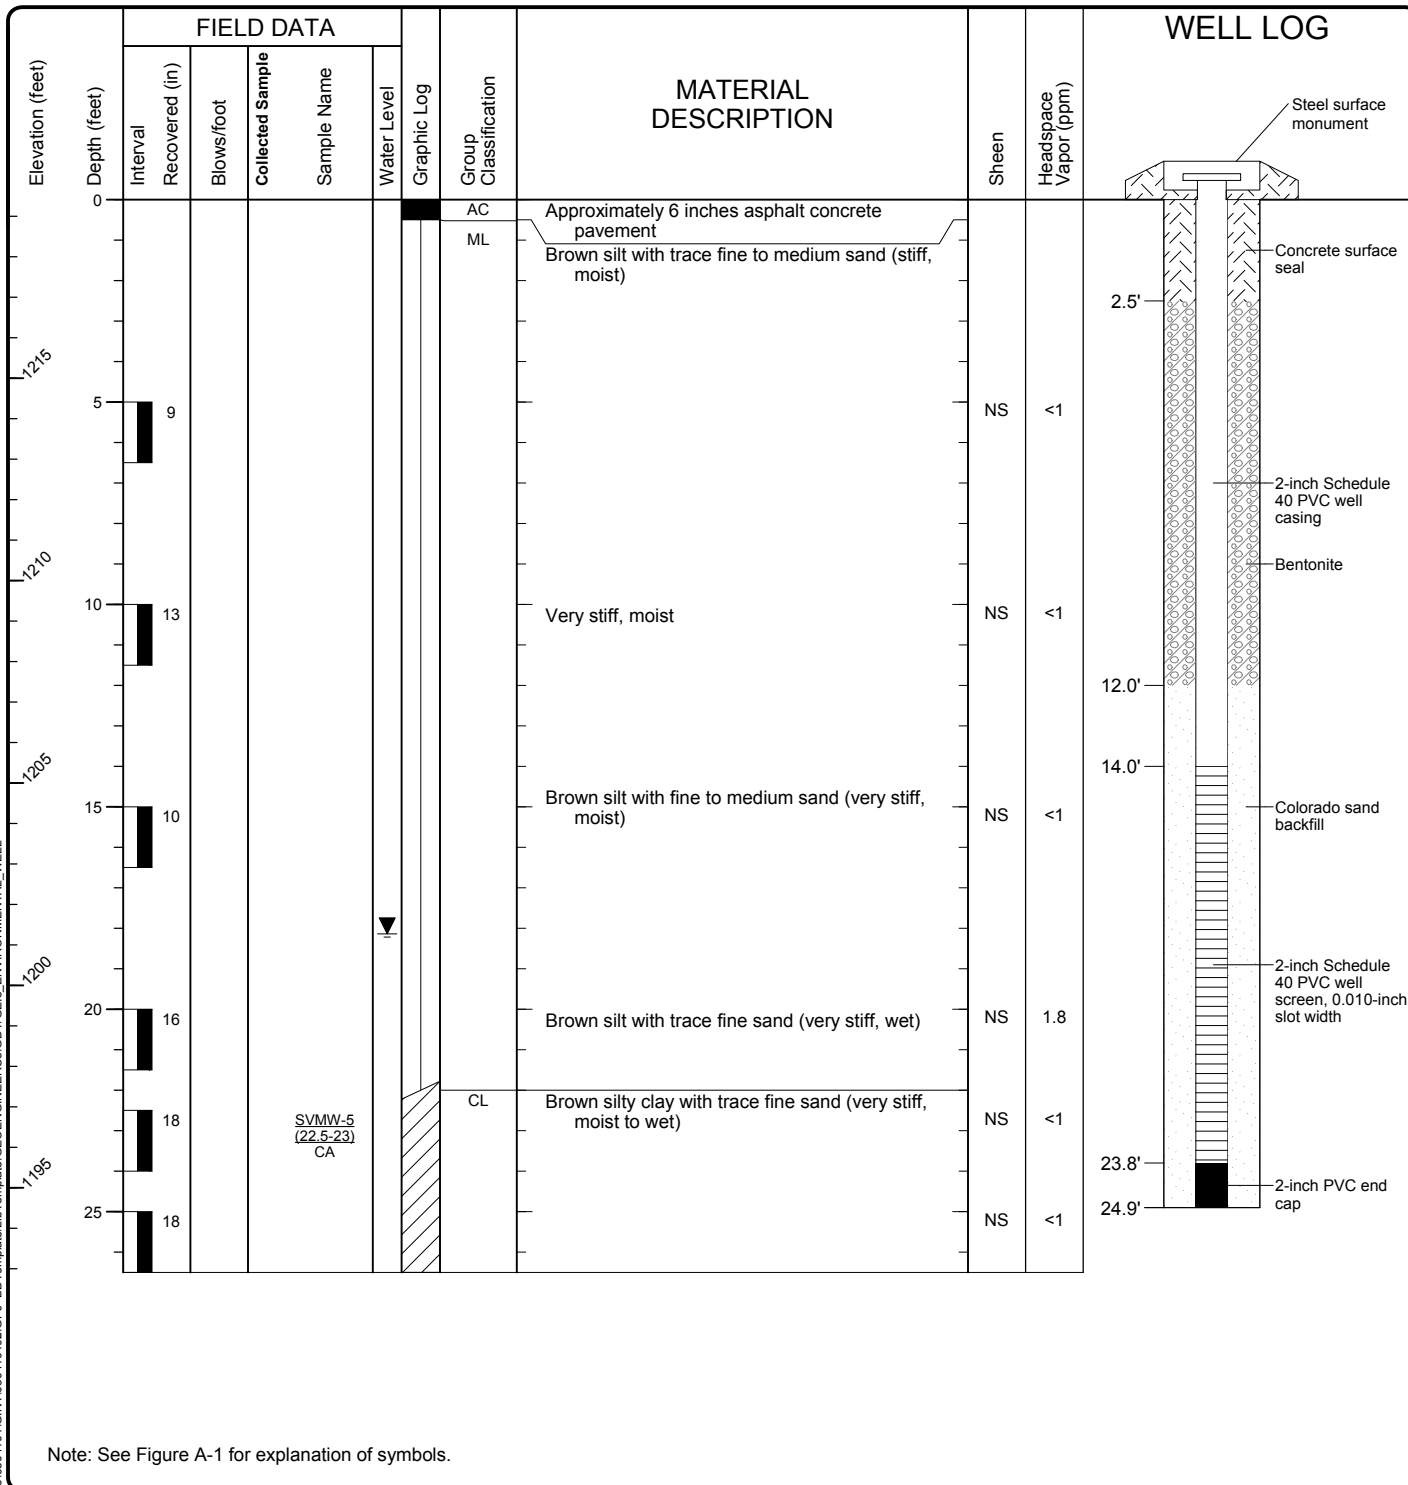 FIELD DATA
WELL LOG
Elevation (feet)
Depth (feet)
Interval
Recovered (in)
Blows/foot
Collected Sample
Sample Name
Water Level
Graphic Log
Group
Classification
MATERIAL
DESCRIPTION
Sheen
Headspace
Vapor (ppm)
Steel surface
monument
0
AC
Approximately 6 inches asphalt concrete
pavement
ML
Brown silt with trace fine to medium sand (stiff,
moist)
Concrete surface
seal
2.5'
1215
5
9
NS
<1
2-inch Schedule
40 PVC well
casing
Bentonite
1210
10
13
Very stiff, moist
NS
<1
12.0'
14.0'
1205
15
10
Brown silt with fine to medium sand (very stiff,
moist)
NS
<1
Colorado sand
backfill
1200
2-inch Schedule
40 PVC well
screen, 0.010-inch
slot width
20
16
Brown silt with trace fine sand (very stiff, wet)
NS
1.8
CL
Brown silty clay with trace fine sand (very stiff,
moist to wet)
18
SVMW-5
(22.5-23)
CA
NS
<1
23.8'
1195
2-inch PVC end
cap
24.9'
25
18
NS
<1
Note: See Figure A-1 for explanation of symbols.